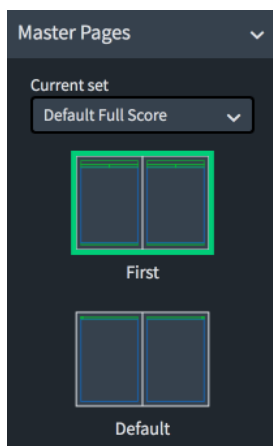 Master Pages
Current set
Default Full Score
First
Default